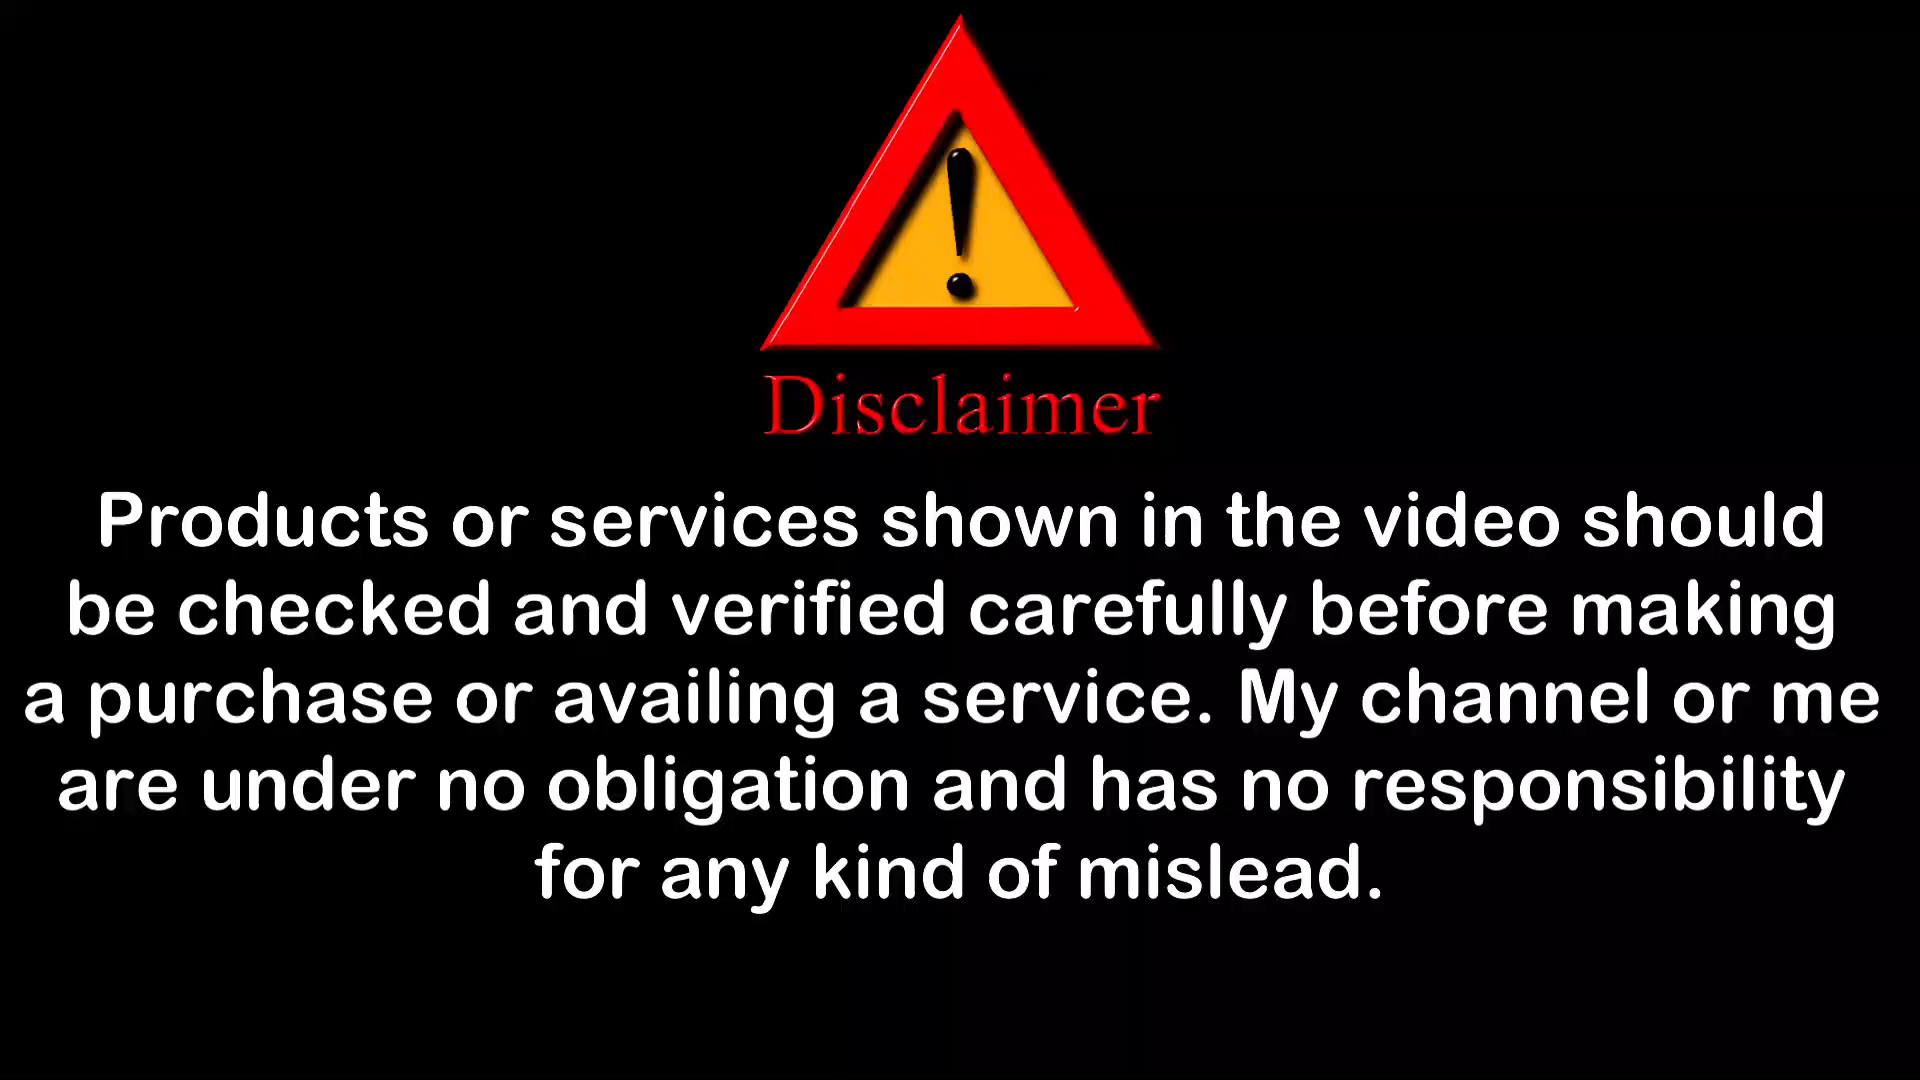 Disclaimer
Products or services shown in the video should
be checked and verified carefully before making
a purchase or availing a service. My channel or me
are under no obligation and has no responsibility
for any kind of mislead.